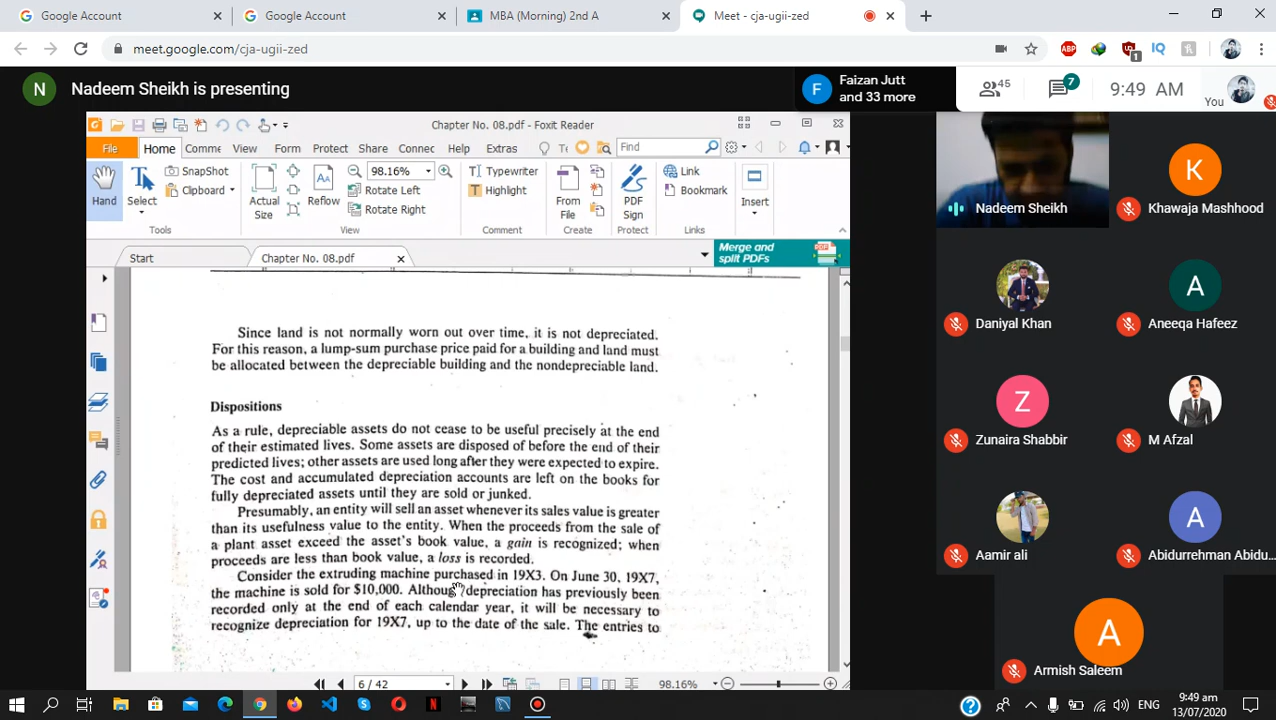 Google Account
Google Account
MBA (Morning) 2nd A
Meet - cja-ugii-zed
meet.google.com/cja-ugii-zed
ABP
1
IQ
N
Nadeem Sheikh is presenting
F
Faizan Jutt
and 33 more
45
7
9:49 AM
You
Chapter No. 08.pdf - Foxit Reader
File
Home
Comme
View
Form
Protect
Share
Connec
Help
Extras
Te
Find
Hand
Select
SnapShot
Clipboard
Actual
Size
Reflow
98.16%
Rotate Left
Rotate Right
Typewriter
Highlight
From
File
PDF
Sign
Link
Bookmark
Insert
Tools
View
Comment
Create
Protect
Links
Start
Chapter No. 08.pdf
Merge and
split PDFs
Since land is not normally worn out over time, it is not depreciated.
For this reason, a lump-sum purchase price paid for a building and land must
be allocated between the depreciable building and the nondepreciable land.
Dispositions
As a rule, depreciable assets do not cease to be useful precisely at the end
of their estimated lives. Some assets are disposed of before the end of their
predicted lives; other assets are used long after they were expected to expire.
The cost and accumulated depreciation accounts are left on the books for
fully depreciated assets until they are sold or junked.
Presumably, an entity will sell an asset whenever its sales value is greater
than its usefulness value to the entity. When the proceeds from the sale of
a plant asset exceed the asset's book value, a gain is recognized; when
proceeds are less than book value, a loss is recorded.
Consider the extruding machine purchased in 19X3. On June 30, 19X7,
the machine is sold for $10,000. Although depreciation has previously been
recorded only at the end of each calendar year, it will be necessary to
recognize depreciation for 19X7, up to the date of the sale. The entries to
6 / 42
98.16%
Nadeem Sheikh
K
Khawaja Mashhood
Daniyal Khan
A
Aneeqa Hafeez
Z
Zunaira Shabbir
M Afzal
Aamir ali
A
Abidurrehman Abidu...
A
Armish Saleem
9:49 am
13/07/2020